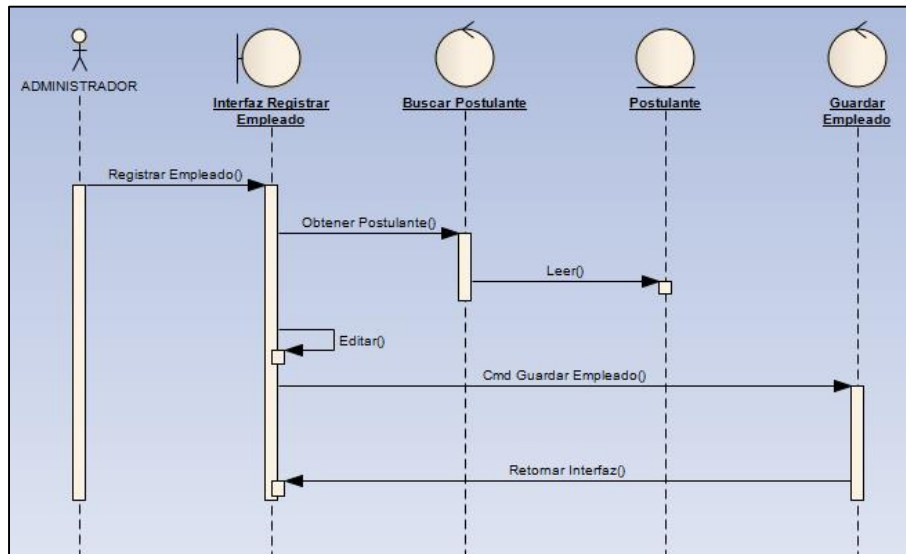 ADMINISTRADOR
Interfaz Registrar
Empleado
Buscar Postulante
Postulante
Guardar
Empleado
Registrar Empleado()
Obtener Postulante()
Leer()
Editar()
Cmd Guardar Empleado()
Retornar Interfaz()